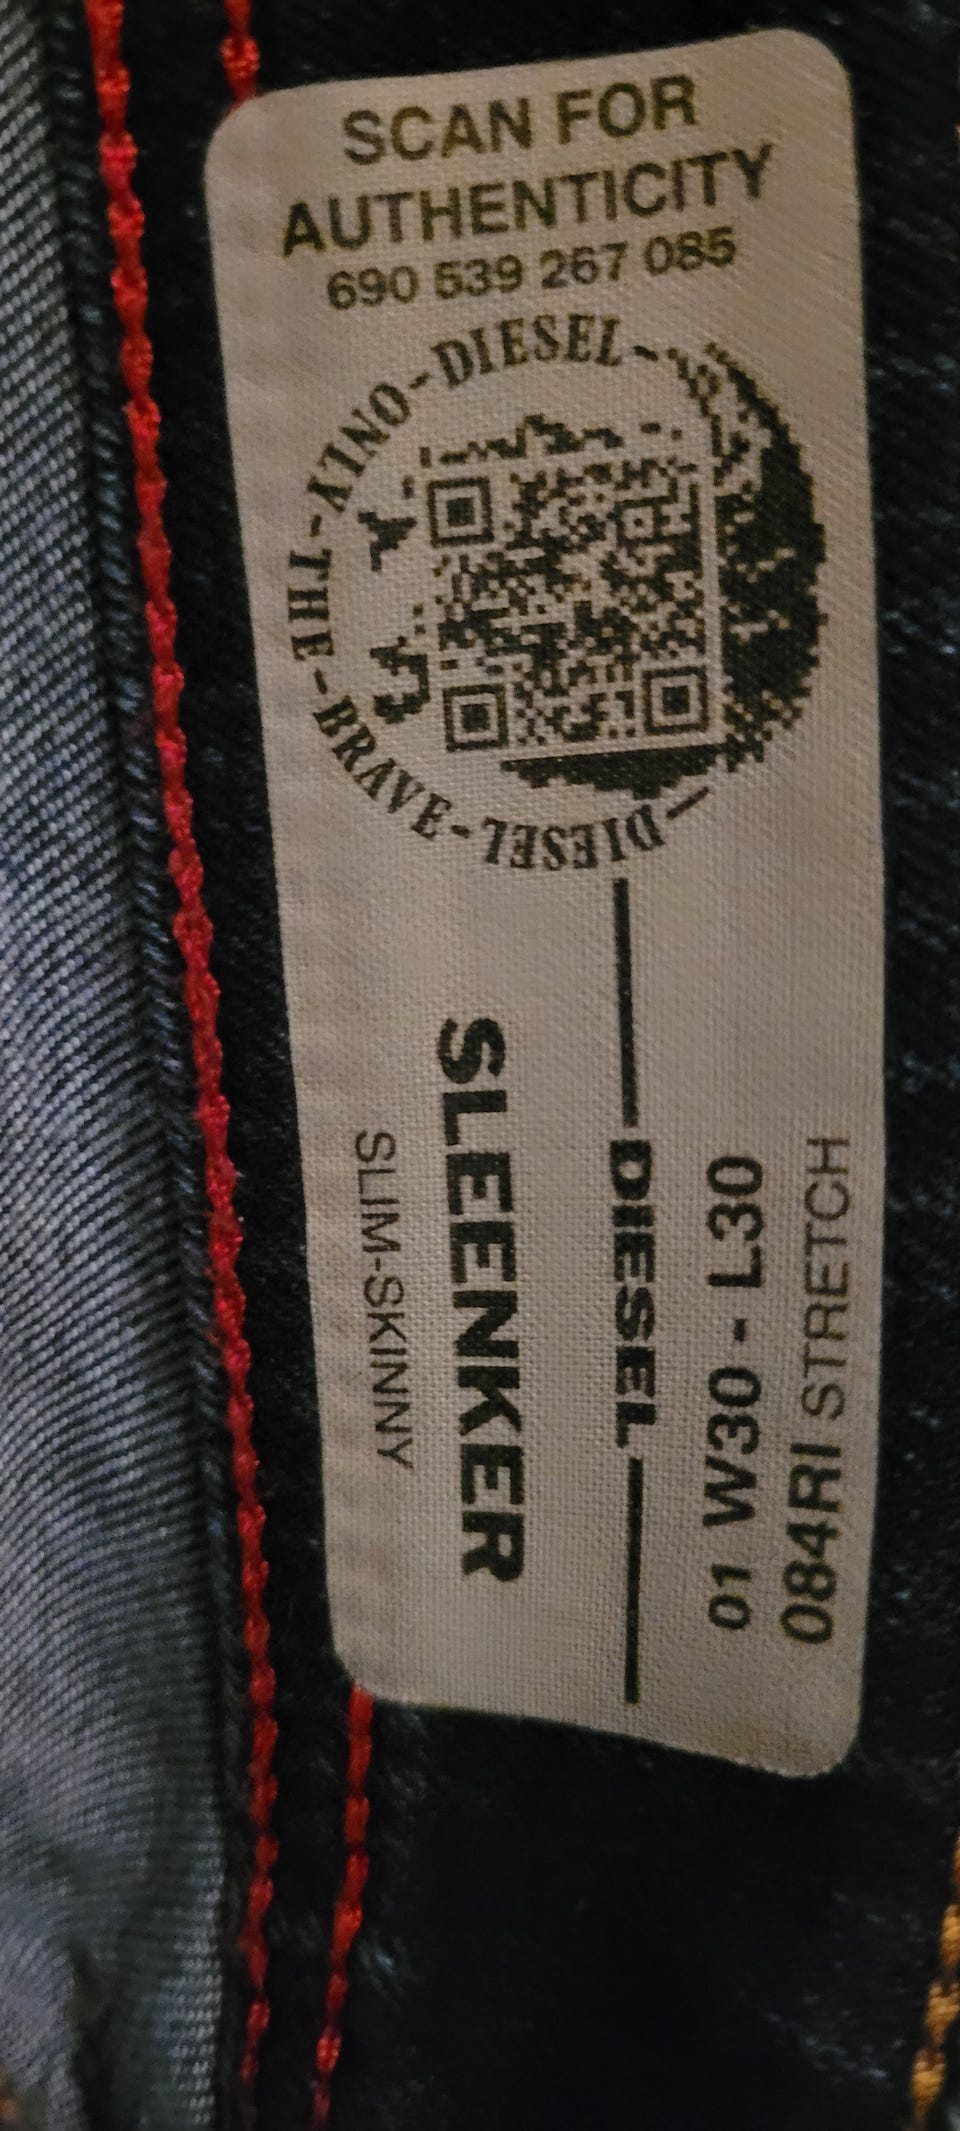 SCAN FOR
AUTHENTICITY
690 539 267 085
DIESEL - ONLY - THE - BRAVE - DIESEL -
SLEENKER
SLIM-SKINNY
DIESEL
01 W30 - L30
084RI STRETCH